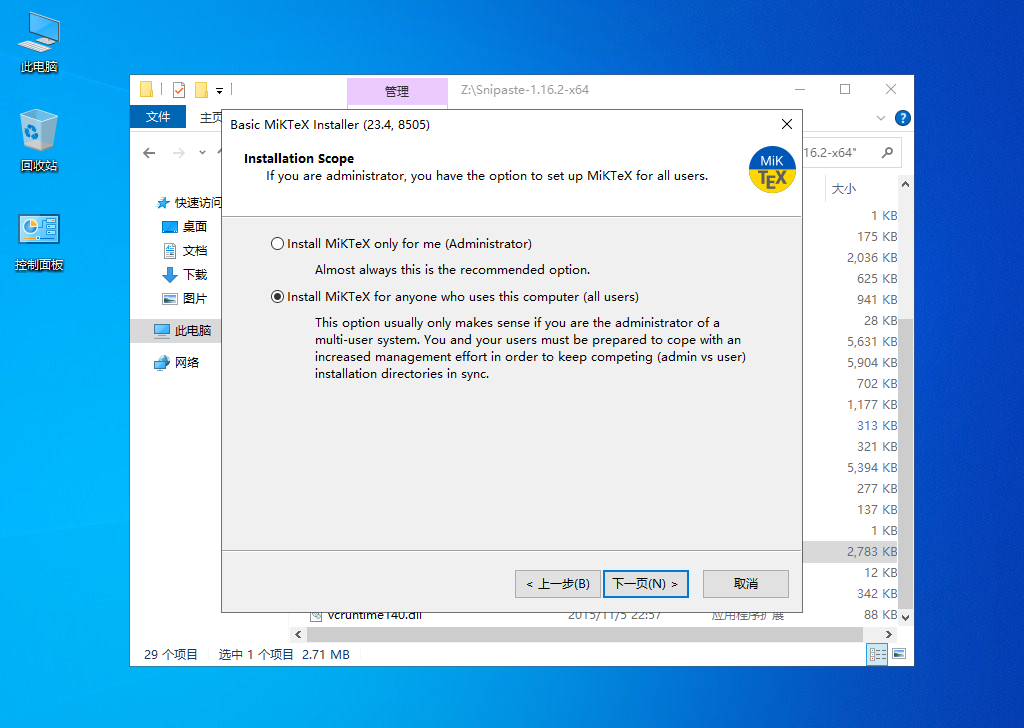 此电脑
回收站
控制面板
管理
Z:\Snipaste-1.16.2-x64
文件
主页
16.2-x64"
快速访问
桌面
文档
下载
图片
此电脑
网络
Basic MiKTeX Installer (23.4, 8505)
Installation Scope
If you are administrator, you have the option to set up MiKTeX for all users.
MiK
TEX
Install MiKTeX only for me (Administrator)
Almost always this is the recommended option.
Install MiKTeX for anyone who uses this computer (all users)
This option usually only makes sense if you are the administrator of a
multi-user system. You and your users must be prepared to cope with an
increased management effort in order to keep competing (admin vs user)
installation directories in sync.
< 上一步(B)
下一页(N) >
取消
大小
1 KB
175 KB
2,036 KB
625 KB
941 KB
28 KB
5,631 KB
5,904 KB
702 KB
1,177 KB
313 KB
321 KB
5,394 KB
277 KB
137 KB
1 KB
2,783 KB
12 KB
342 KB
vcruntime140.dll 2015/11/5 22:57 应用程序扩展 88 KB
29 个项目 选中 1 个项目 2.71 MB